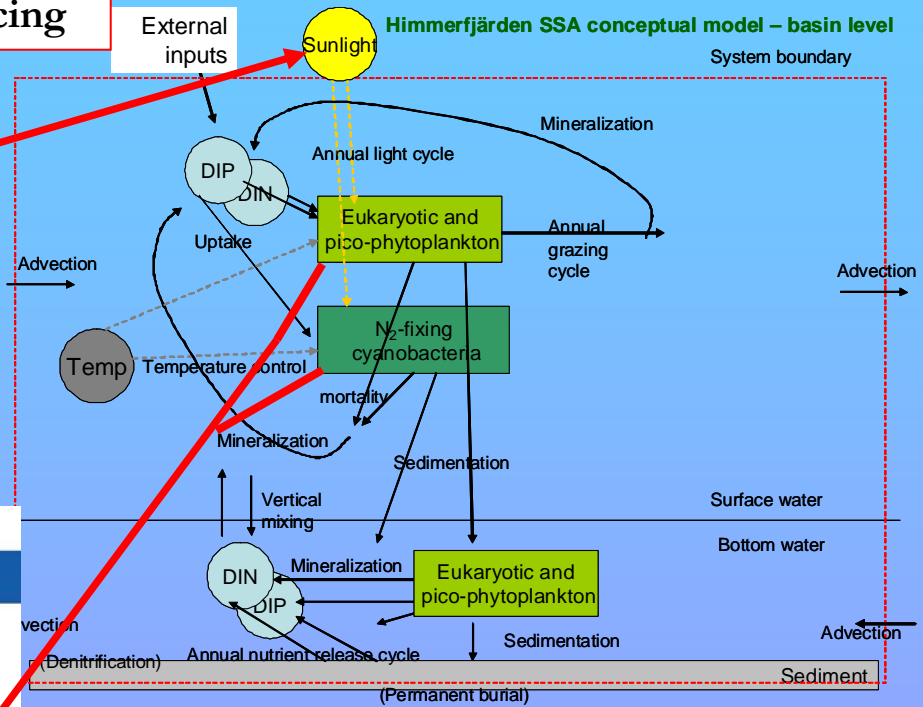 cing
External
inputs
Sunlight
Himmerfjärden SSA conceptual model – basin level
System boundary
Mineralization
Annual light cycle
DIP
DIN
Eukaryotic and
pico-phytoplankton
Annual
grazing
cycle
Uptake
Advection
Advection
N2-fixing
cyanobacteria
Temp
Temperature control
mortality
Mineralization
Sedimentation
Vertical
mixing
Surface water
Bottom water
DIN
DIP
Mineralization
Eukaryotic and
pico-phytoplankton
vection
Advection
Sedimentation
Annual nutrient release cycle
(Denitrification)
Sediment
(Permanent burial)